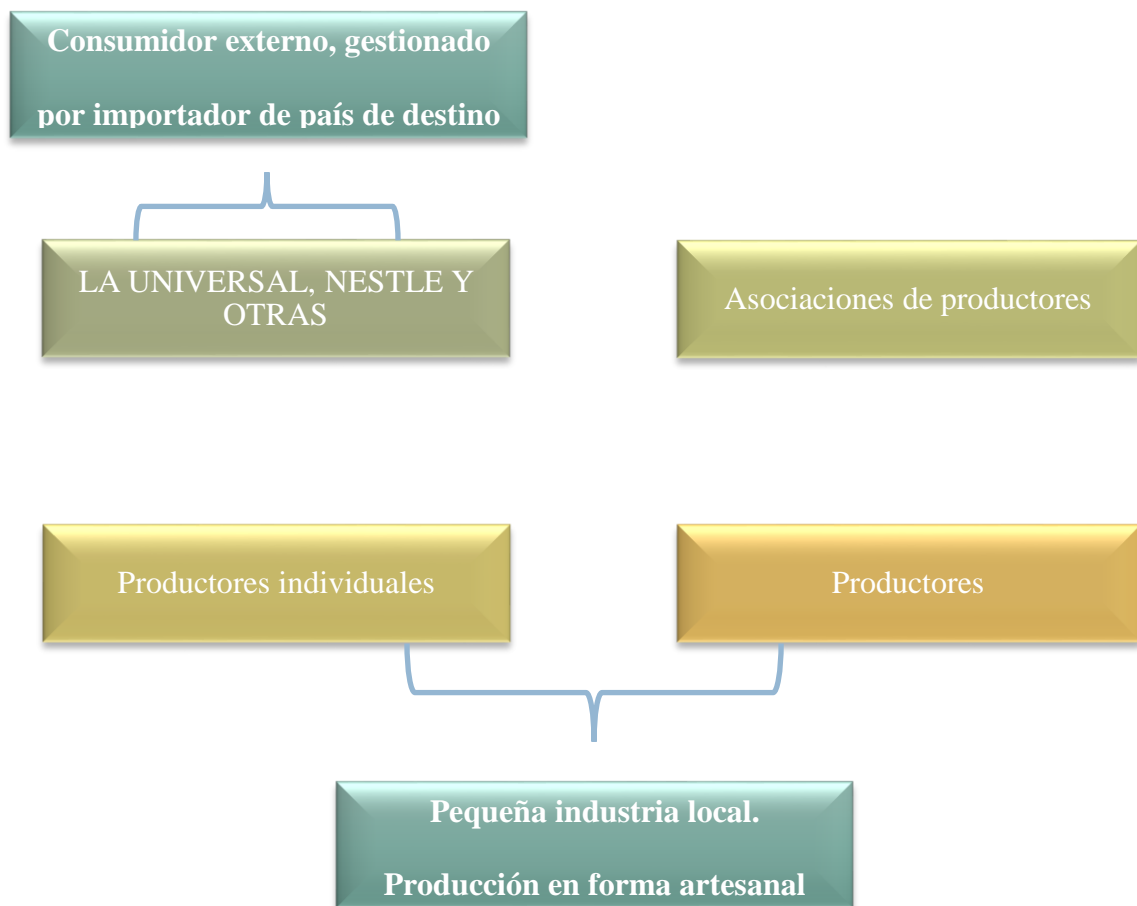 Consumidor externo, gestionado
por importador de país de destino
LA UNIVERSAL, NESTLE Y
OTRAS
Asociaciones de productores
Productores individuales
Productores
Pequeña industria local.
Producción en forma artesanal